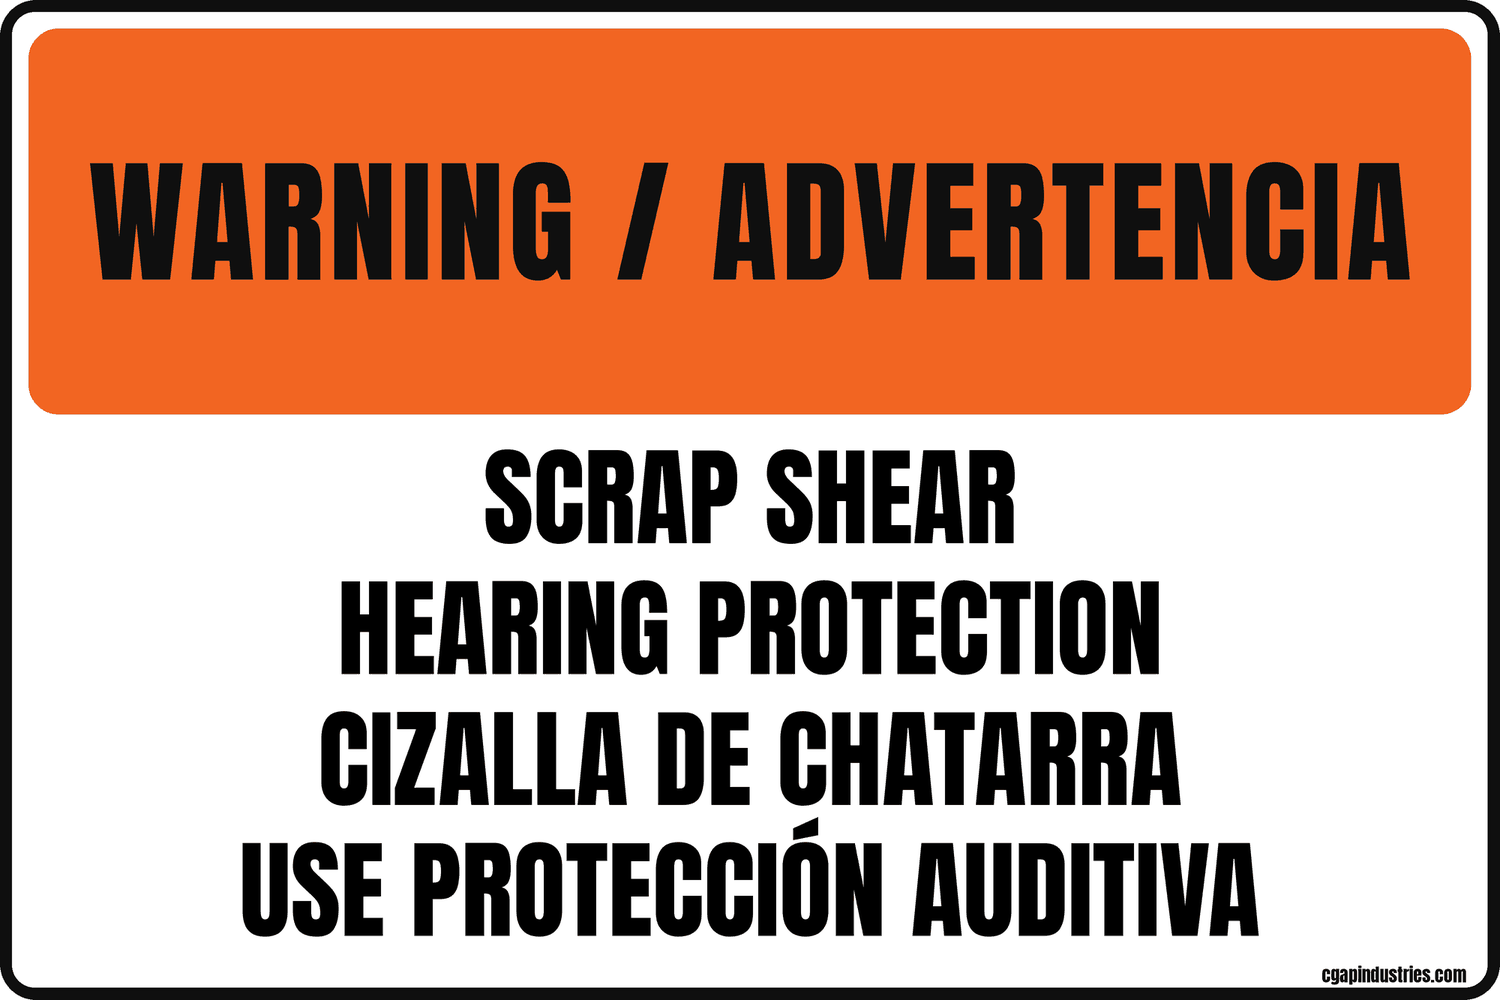 WARNING / ADVERTENCIA
SCRAP SHEAR
HEARING PROTECTION
CIZALLA DE CHATARRA
USE PROTECCIÓN AUDITIVA
cgapindustries.com